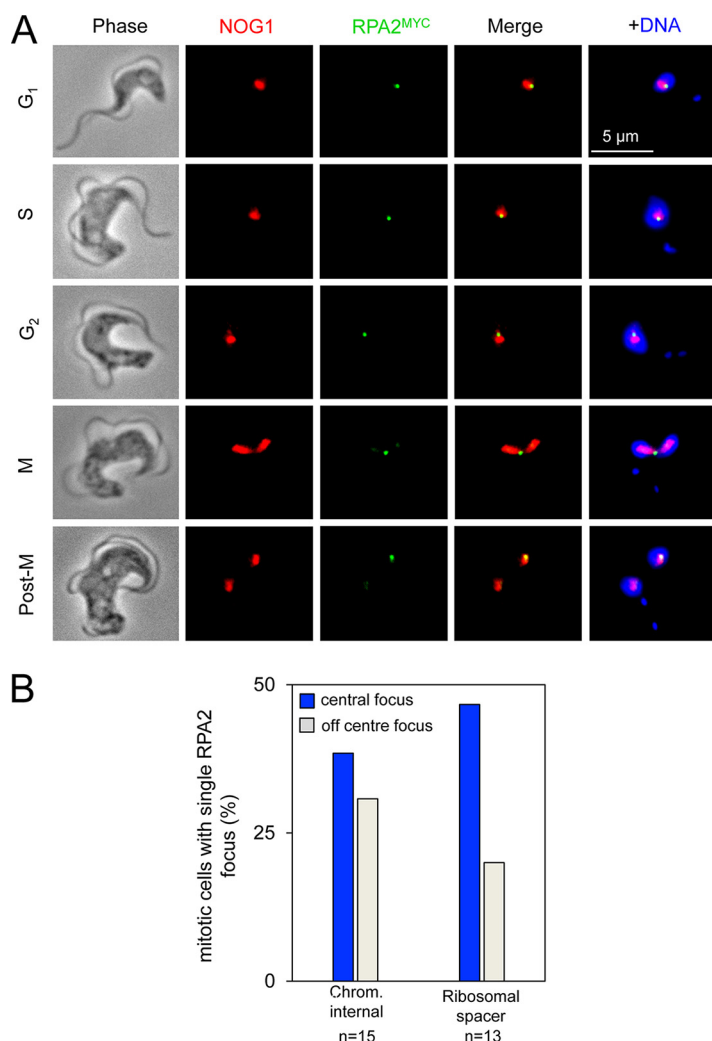 A
Phase NOG1 RPA2MYC Merge +DNA
G1
5 µm
S
G2
M
Post-M
B
50
central focus
off centre focus
mitotic cells with single RPA2
focus (%)
25
0
Chrom. Ribosomal
internal spacer
n=15 n=13